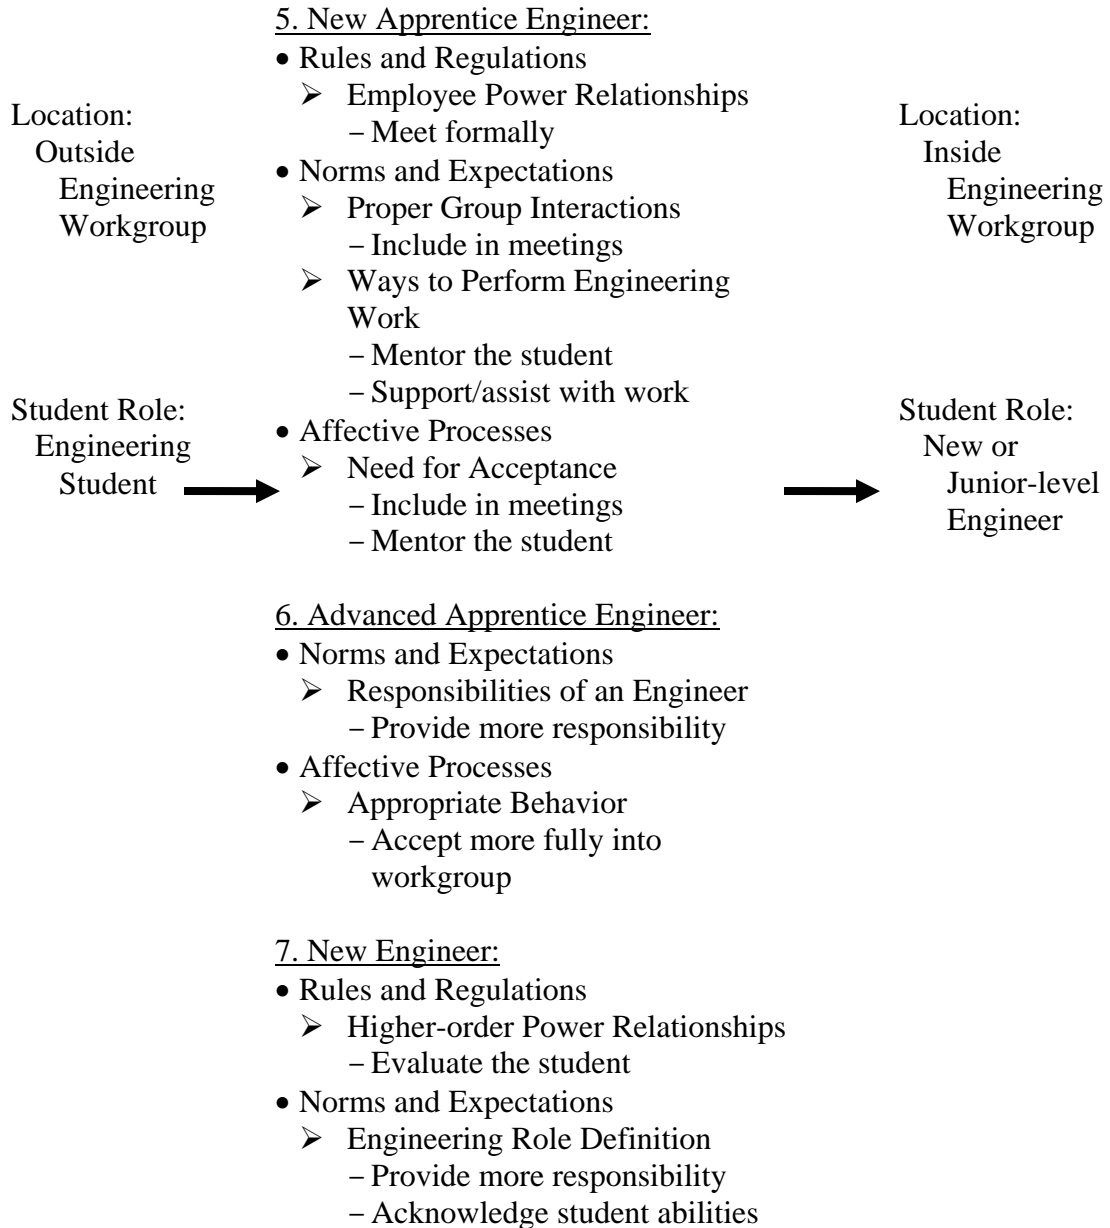 5. New Apprentice Engineer:
• Rules and Regulations
➢ Employee Power Relationships
– Meet formally
• Norms and Expectations
➢ Proper Group Interactions
– Include in meetings
➢ Ways to Perform Engineering
Work
– Mentor the student
– Support/assist with work
• Affective Processes
➢ Need for Acceptance
– Include in meetings
– Mentor the student
6. Advanced Apprentice Engineer:
• Norms and Expectations
➢ Responsibilities of an Engineer
– Provide more responsibility
• Affective Processes
➢ Appropriate Behavior
– Accept more fully into
workgroup
7. New Engineer:
• Rules and Regulations
➢ Higher-order Power Relationships
– Evaluate the student
• Norms and Expectations
➢ Engineering Role Definition
– Provide more responsibility
– Acknowledge student abilities
Location:
Outside
Engineering
Workgroup
Student Role:
Engineering
Student
Location:
Inside
Engineering
Workgroup
Student Role:
New or
Junior-level
Engineer